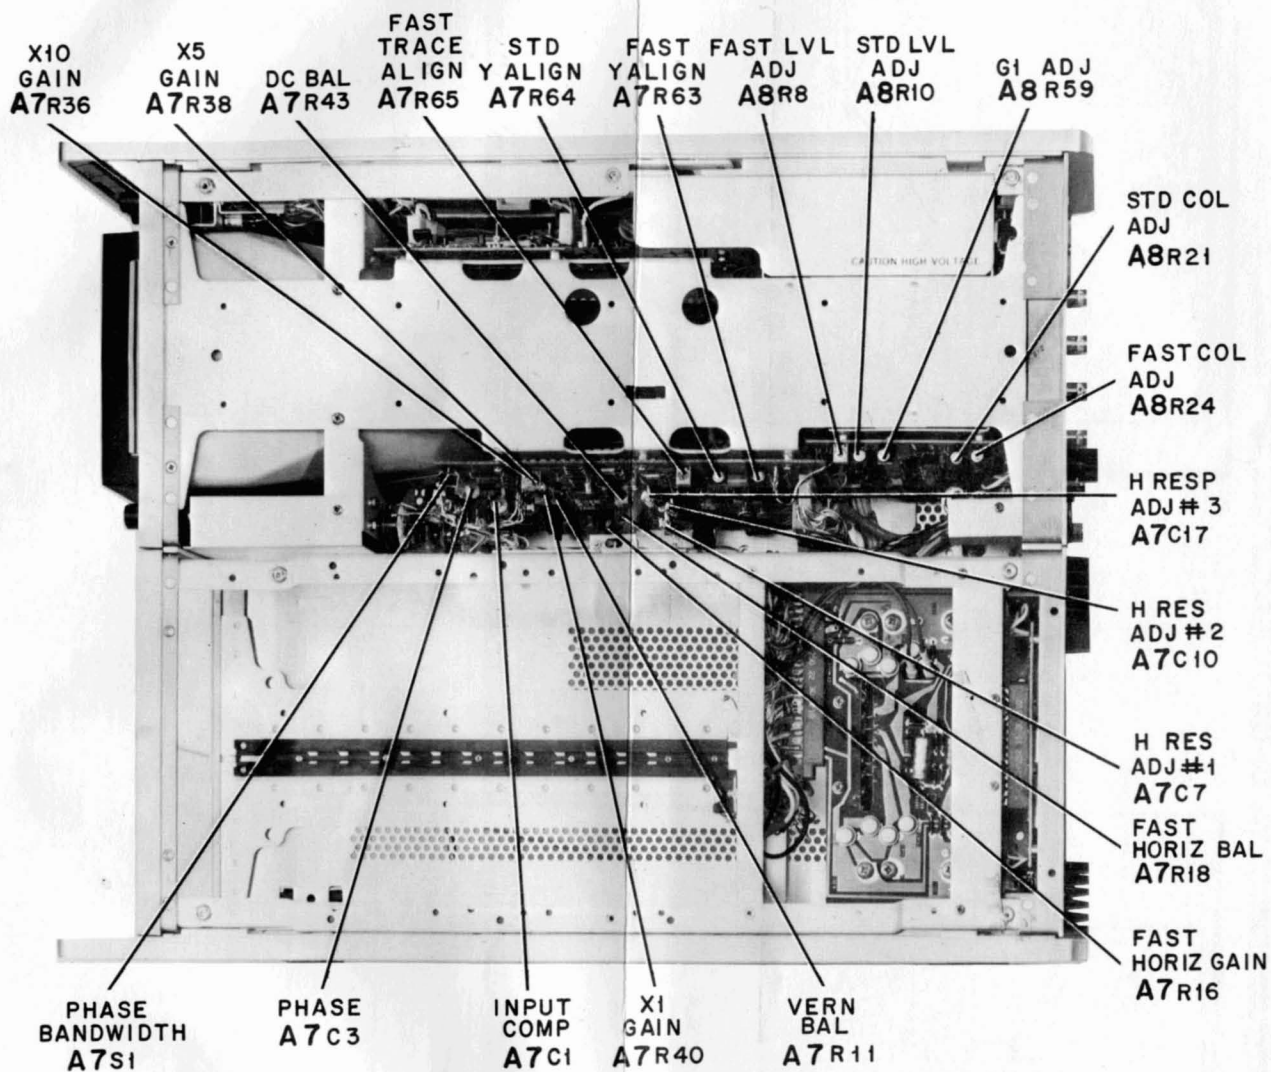 X10
GAIN
A7R36
X5
GAIN
A7R38
DC BAL
A7R43
FAST
TRACE
ALIGN
A7R65
STD
Y ALIGN
A7R64
FAST
Y ALIGN
A7R63
FAST LVL
ADJ
A8R8
STD LVL
ADJ
A8R10
G1 ADJ
A8R59
STD COL
ADJ
A8R21
CAUTION HIGH VOLTAGE
FAST COL
ADJ
A8R24
H RESP
ADJ#3
A7C17
H RES
ADJ#2
A7C10
H RES
ADJ#1
A7C7
FAST
HORIZ BAL
A7R18
FAST
HORIZ GAIN
A7R16
PHASE
BANDWIDTH
A7S1
PHASE
A7C3
INPUT
COMP
A7C1
X1
GAIN
A7R40
VERN
BAL
A7R11